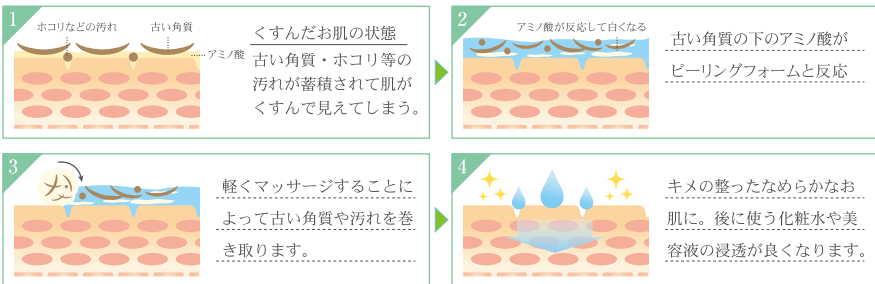 1
ホコリなどの汚れ
古い角質
アミノ酸
くすんだお肌の状態
古い角質・ホコリ等の
汚れが蓄積されて肌が
くすんで見えてしまう。
2
アミノ酸が反応して白くなる
古い角質の下のアミノ酸が
ピーリングフォームと反応
3
軽くマッサージすることに
よって古い角質や汚れを巻
き取ります。
4
キメの整ったなめらかなお
肌に。後に使う化粧水や美
容液の浸透が良くなります。